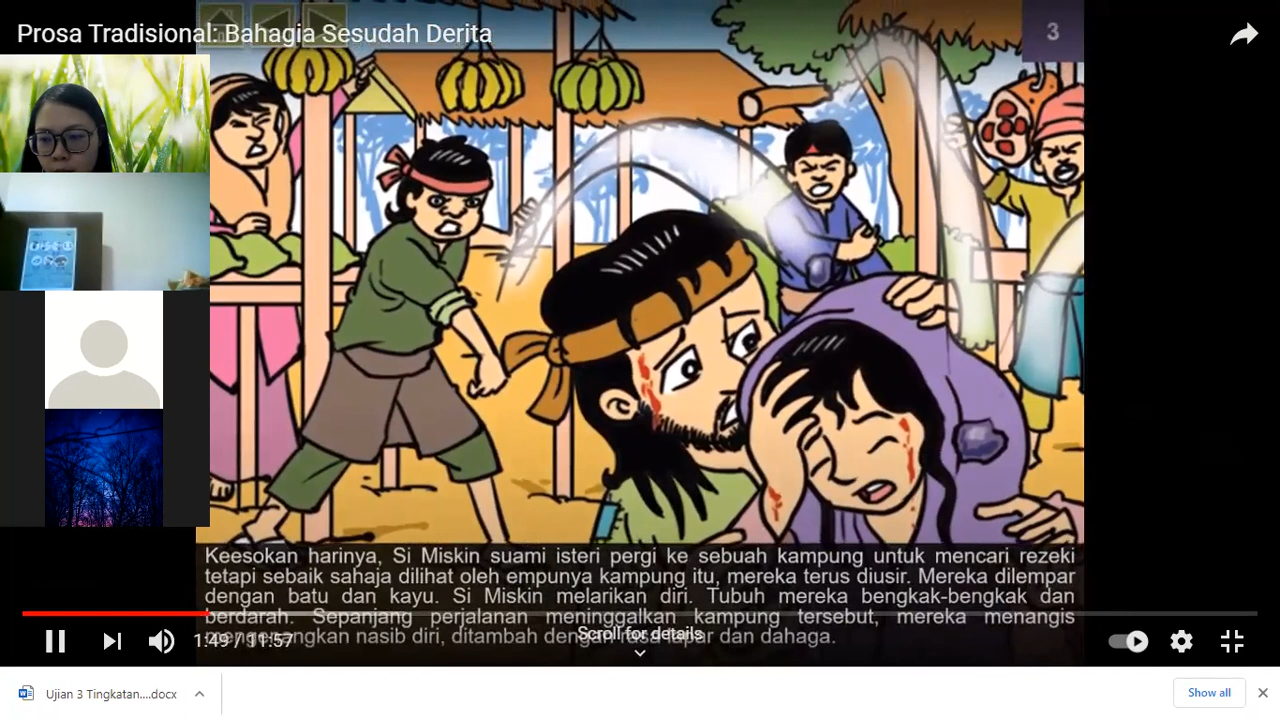 Prosa Tradisional: Bahagia Sesudah Derita
3
Keesokan harinya, Si Miskin suami isteri pergi ke sebuah kampung untuk mencari rezeki
tetapi sebaik sahaja dilihat oleh empunya kampung itu, mereka terus diusir. Mereka dilempar
dengan batu dan kayu. Si Miskin melarikan diri. Tubuh mereka bengkak-bengkak dan
berdarah. Sepanjang perjalanan meninggalkan kampung tersebut, mereka menangis
mengenangkan nasib diri, ditambah dengan rasa lapar dan dahaga.
Scroll for details
1:49 / 11:57
Ujian 3 Tingkatan....docx
Show all